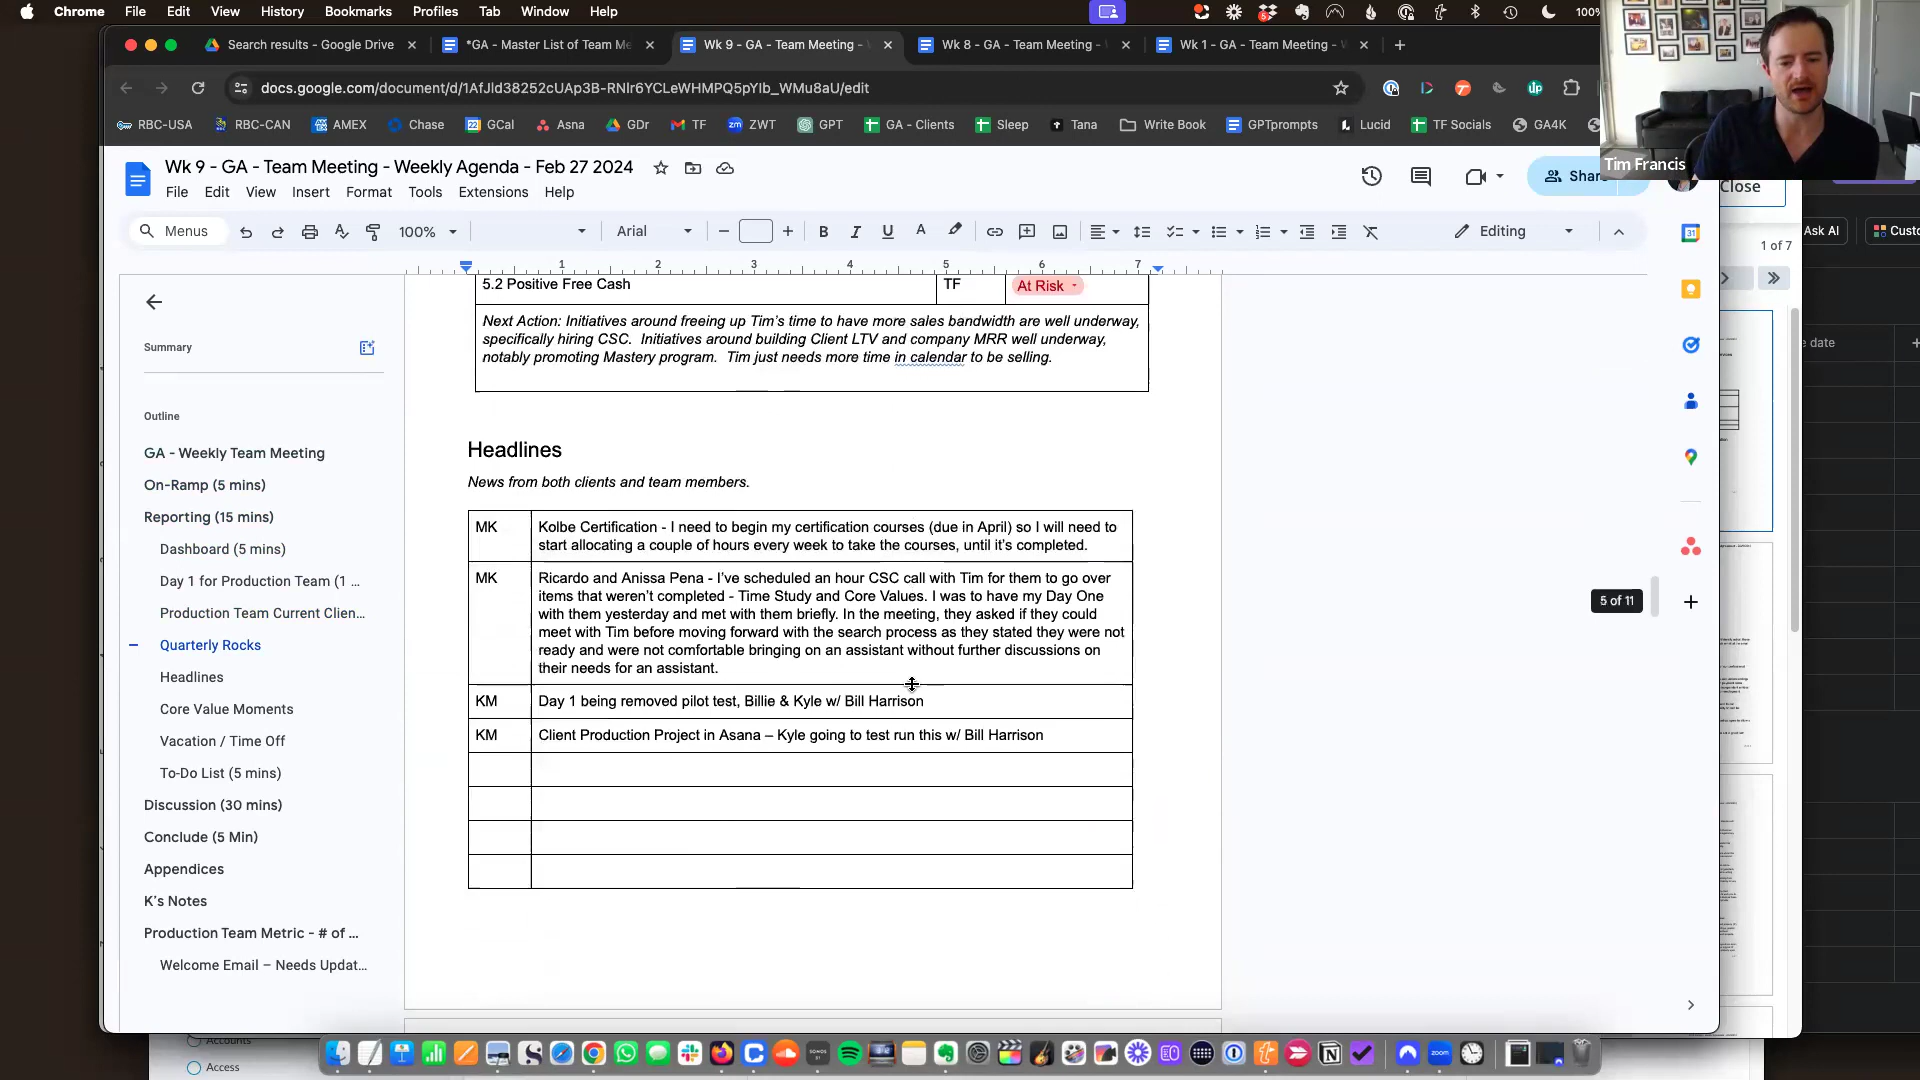 Chrome File Edit View History Bookmarks Profiles Tab Window Help 100%
Search results - Google Drive
*GA - Master List of Team Me
Wk 9 - GA - Team Meeting -
Wk 8 - GA - Team Meeting -
Wk 1 - GA - Team Meeting -
docs.google.com/document/d/1AfJld38252cUAp3B-RNlr6YCLeWHMPQ5pYlb_WMu8aU/edit
RBC-USA RBC-CAN AMEX Chase GCal Asna GDr TF ZWT GPT GA - Clients Sleep Tana Write Book GPTprompts Lucid TF Socials GA4K
Tim Francis
Wk 9 - GA - Team Meeting - Weekly Agenda - Feb 27 2024
File Edit View Insert Format Tools Extensions Help
Share
Close
Menus 100% Arial Editing
Ask AI
Custo
1 of 7
e date
1 2 3 4 5 6 7
Summary
Outline
GA - Weekly Team Meeting
On-Ramp (5 mins)
Reporting (15 mins)
Dashboard (5 mins)
Day 1 for Production Team (1 ...
Production Team Current Clien...
Quarterly Rocks
Headlines
Core Value Moments
Vacation / Time Off
To-Do List (5 mins)
Discussion (30 mins)
Conclude (5 Min)
Appendices
K's Notes
Production Team Metric - # of ...
Welcome Email – Needs Updat...
5.2 Positive Free Cash TF At Risk
Next Action: Initiatives around freeing up Tim's time to have more sales bandwidth are well underway,
specifically hiring CSC. Initiatives around building Client LTV and company MRR well underway,
notably promoting Mastery program. Tim just needs more time in calendar to be selling.
Headlines
News from both clients and team members.
MK Kolbe Certification - I need to begin my certification courses (due in April) so I will need to
start allocating a couple of hours every week to take the courses, until it's completed.
MK Ricardo and Anissa Pena - I've scheduled an hour CSC call with Tim for them to go over
items that weren't completed - Time Study and Core Values. I was to have my Day One
with them yesterday and met with them briefly. In the meeting, they asked if they could
meet with Tim before moving forward with the search process as they stated they were not
ready and were not comfortable bringing on an assistant without further discussions on
their needs for an assistant.
KM Day 1 being removed pilot test, Billie & Kyle w/ Bill Harrison
KM Client Production Project in Asana – Kyle going to test run this w/ Bill Harrison
5 of 11
Accounts
Access